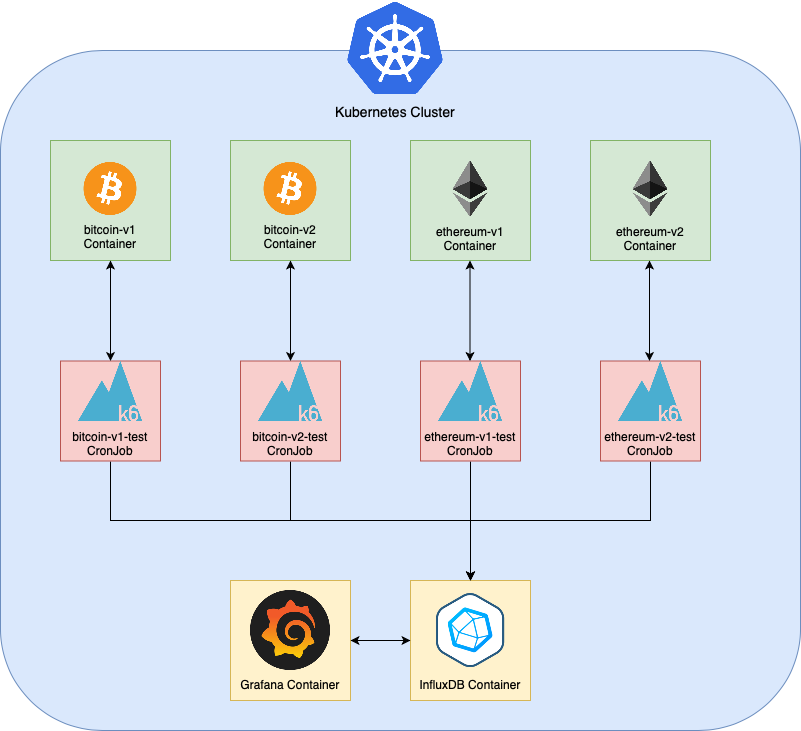 Kubernetes Cluster
bitcoin-v1
Container
bitcoin-v2
Container
ethereum-v1
Container
ethereum-v2
Container
k6
bitcoin-v1-test
CronJob
k6
bitcoin-v2-test
CronJob
k6
ethereum-v1-test
CronJob
k6
ethereum-v2-test
CronJob
Grafana Container
InfluxDB Container